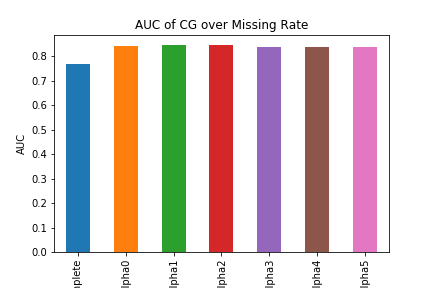 AUC of CG over Missing Rate
AUC
0.8
0.7
0.6
0.5
0.4
0.3
0.2
0.1
0.0
nplete
lpha0
lpha1
lpha2
lpha3
lpha4
lpha5